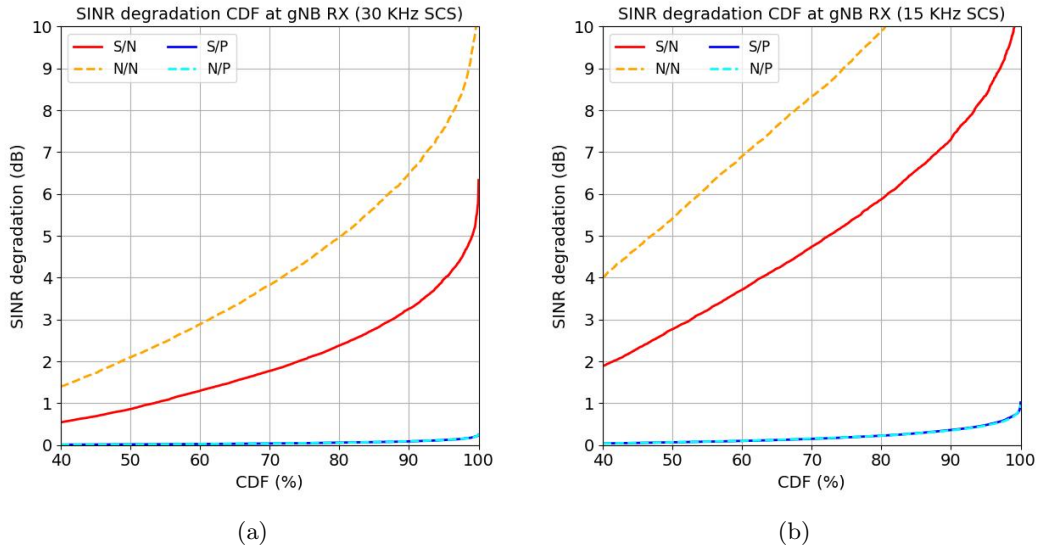 SINR degradation CDF at gNB RX (30 KHz SCS)
S/N
S/P
N/N
N/P
SINR degradation (dB)
10
9
8
7
6
5
4
3
2
1
0
40 50 60 70 80 90 100
CDF (%)
(a)
SINR degradation CDF at gNB RX (15 KHz SCS)
S/N
S/P
N/N
N/P
SINR degradation (dB)
10
9
8
7
6
5
4
3
2
1
0
40 50 60 70 80 90 100
CDF (%)
(b)